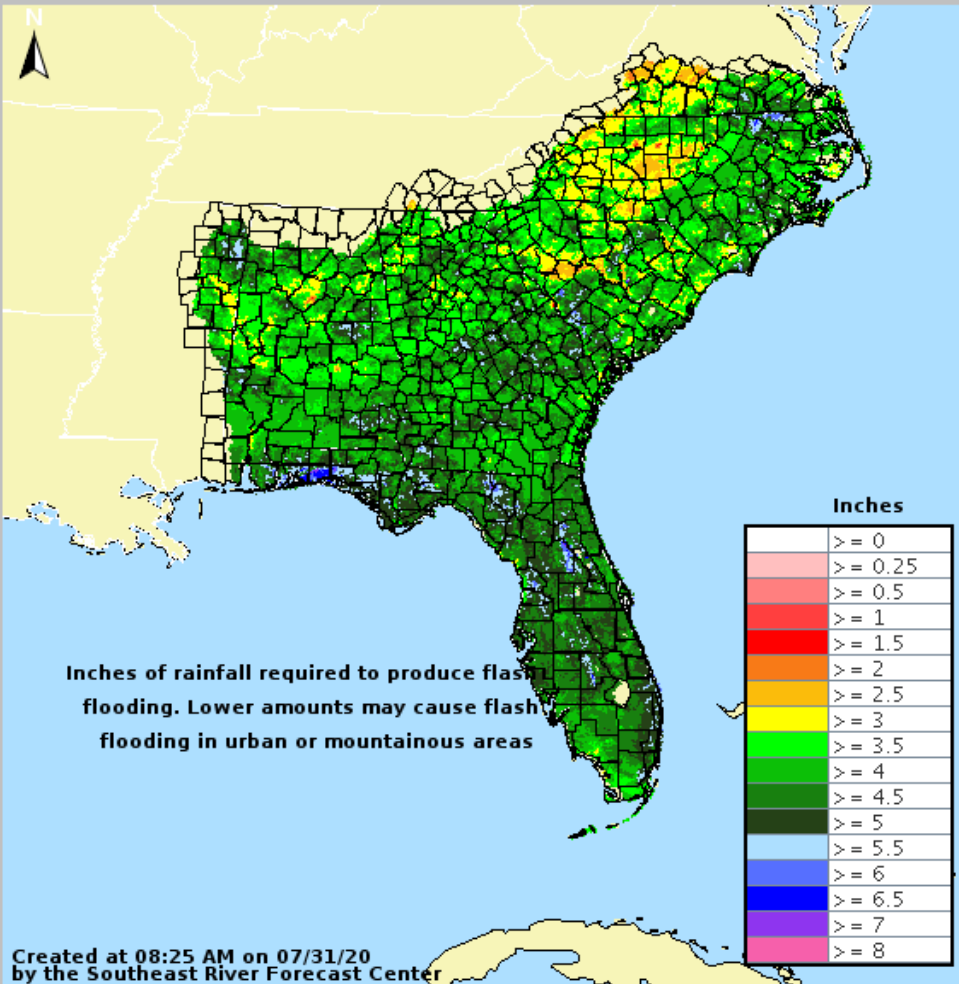 N
Inches of rainfall required to produce flash
flooding. Lower amounts may cause flash
flooding in urban or mountainous areas
Inches
>= 0
>= 0.25
>= 0.5
>= 1
>= 1.5
>= 2
>= 2.5
>= 3
>= 3.5
>= 4
>= 4.5
>= 5
>= 5.5
>= 6
>= 6.5
>= 7
>= 8
Created at 08:25 AM on 07/31/20
by the Southeast River Forecast Center